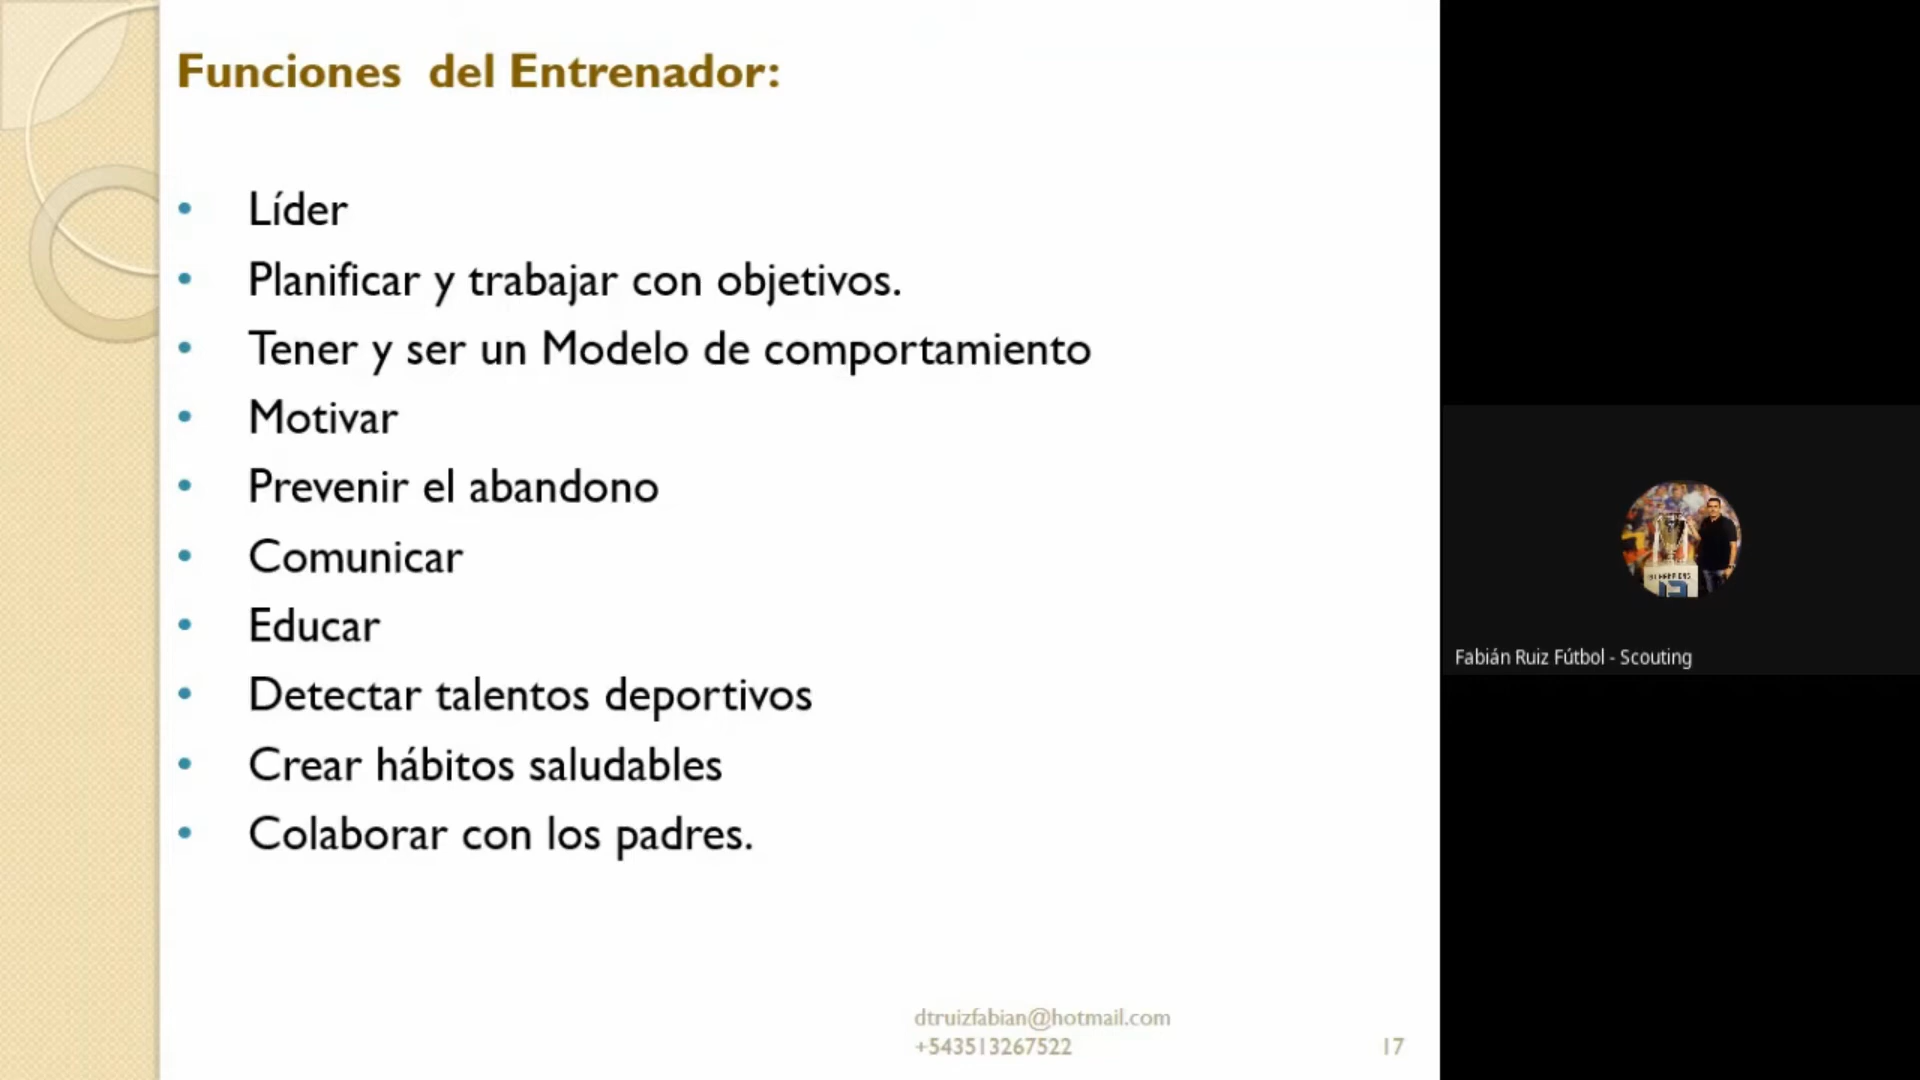 Funciones del Entrenador:
• Líder
• Planificar y trabajar con objetivos.
• Tener y ser un Modelo de comportamiento
• Motivar
• Prevenir el abandono
• Comunicar
• Educar
• Detectar talentos deportivos
• Crear hábitos saludables
• Colaborar con los padres.
dtruizfabian@hotmail.com
+543513267522
17
Fabián Ruiz Fútbol - Scouting